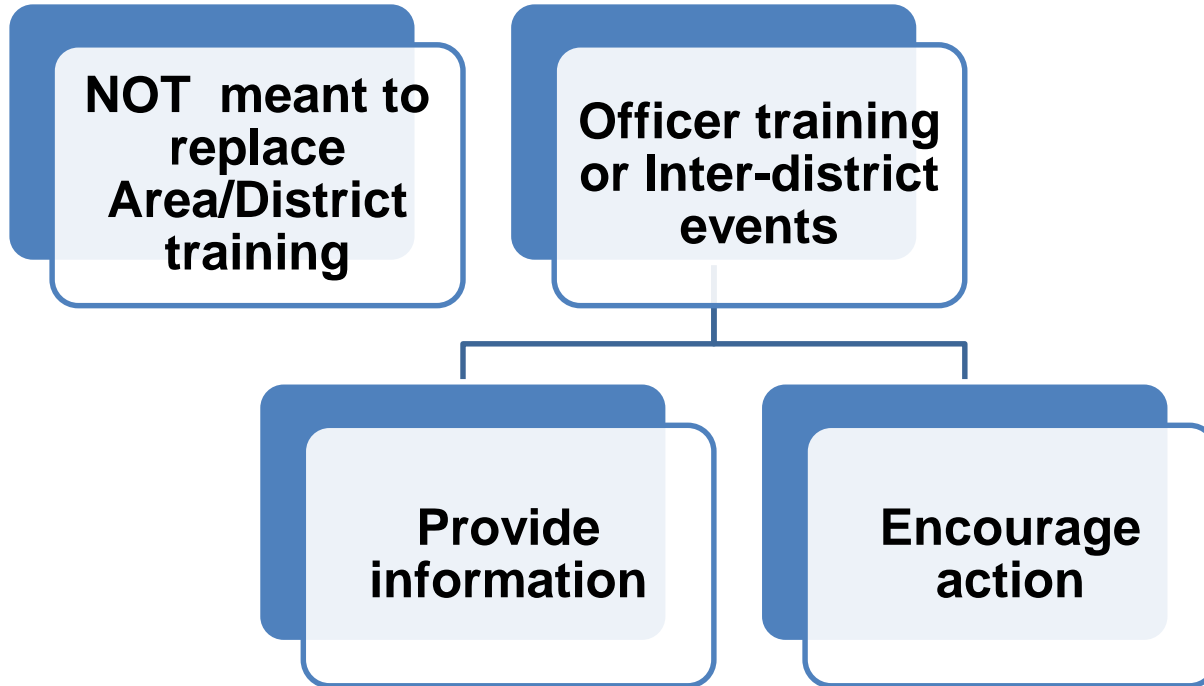 NOT  meant to
replace
Area/District
training
Officer training
or Inter-district
events
Provide
information
Encourage
action